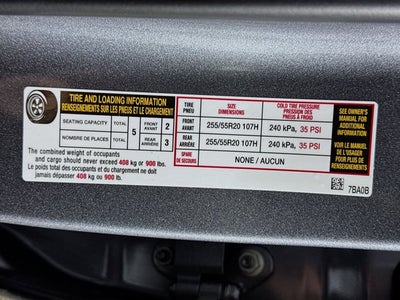 TIRE AND LOADING INFORMATION
RENSEIGNEMENTS SUR LES PNEUS ET LE CHARGEMENT
SEATING CAPACITY TOTAL 5 FRONT AVANT 2
NOMBRE DE PLACES TOTAL REAR ARRIÈRE 3
The combined weight of occupants
and cargo should never exceed 408 kg or 900 lbs.
Le poids total des occupants et du chargement ne doit
jamais dépasser 408 kg ou 900 lb.
TIRE PNEU SIZE DIMENSIONS COLD TIRE PRESSURE PRESSION DES PNEUS À FROID
FRONT AVANT 255/55R20 107H 240 kPa, 35 PSI
REAR ARRIÈRE 255/55R20 107H 240 kPa, 35 PSI
SPARE DE SECOURS NONE / AUCUN
SEE OWNER'S
MANUAL FOR
ADDITIONAL
INFORMATION
VOIR LE MANUEL
DE L'USAGER
POUR PLUS DE
RENSEIGNEMENTS
7BA0B